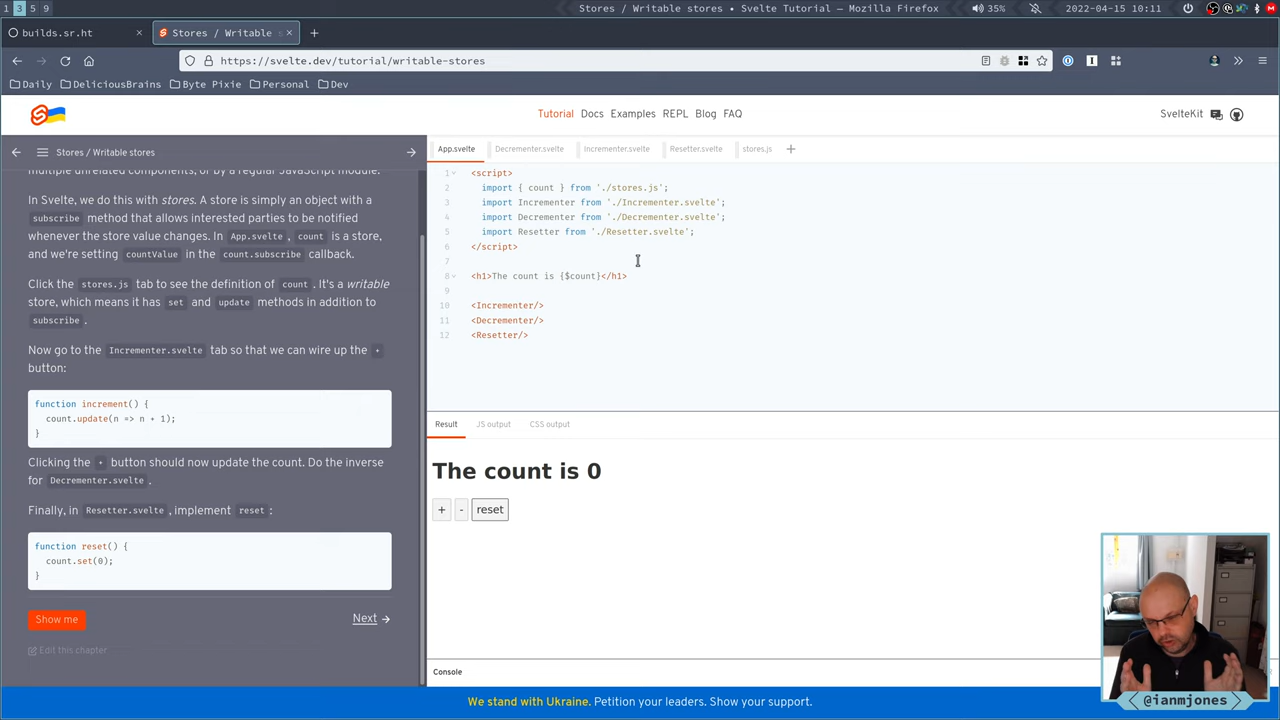 1 3 5 9
Stores / Writable stores • Svelte Tutorial — Mozilla Firefox
35%
2022-04-15 10:11
builds.sr.ht
Stores / Writable s
https://svelte.dev/tutorial/writable-stores
Daily
DeliciousBrains
Byte Pixie
Personal
Dev
Tutorial Docs Examples REPL Blog FAQ
SvelteKit
Stores / Writable stores
multiple unrelated components, or by a regular JavaScript module.
In Svelte, we do this with stores. A store is simply an object with a
subscribe method that allows interested parties to be notified
whenever the store value changes. In App.svelte, count is a store,
and we're setting countValue in the count.subscribe callback.
Click the stores.js tab to see the definition of count. It's a writable
store, which means it has set and update methods in addition to
subscribe.
Now go to the Incrementer.svelte tab so that we can wire up the +
button:
function increment() {
count.update(n => n + 1);
}
Clicking the + button should now update the count. Do the inverse
for Decrementer.svelte.
Finally, in Resetter.svelte, implement reset:
function reset() {
count.set(0);
}
Show me
Next
Edit this chapter
App.svelte
Decrementer.svelte
Incrementer.svelte
Resetter.svelte
stores.js
+
1 <script>
2 import { count } from './stores.js';
3 import Incrementer from './Incrementer.svelte';
4 import Decrementer from './Decrementer.svelte';
5 import Resetter from './Resetter.svelte';
6 </script>
7
8 <h1>The count is {$count}</h1>
9
10 <Incrementer/>
11 <Decrementer/>
12 <Resetter/>
Result
JS output
CSS output
The count is 0
+
-
reset
Console
We stand with Ukraine. Petition your leaders. Show your support.
@ianmjones